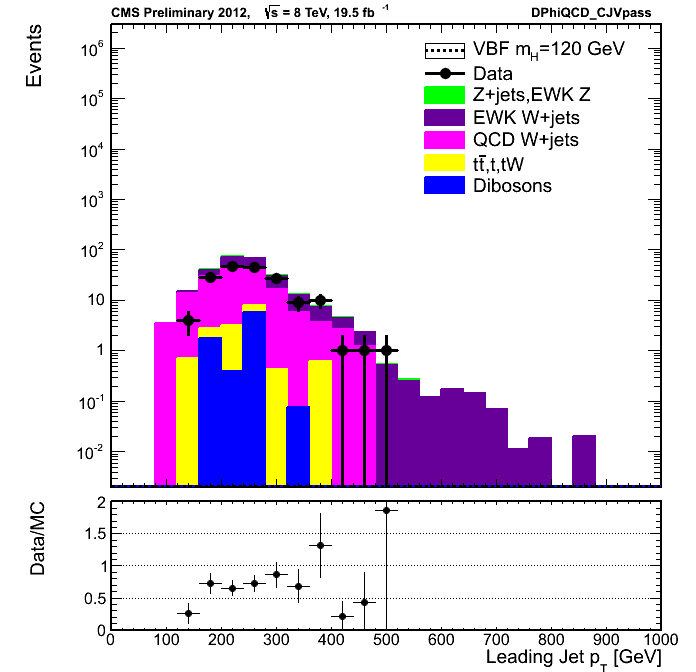 CMS Preliminary 2012, √s = 8 TeV, 19.5 fb⁻¹ DPhiQCD_CJVpass
Events
10⁶
10⁵
10⁴
10³
10²
10
1
10⁻¹
10⁻²
VBF m_H=120 GeV
Data
Z+jets,EWK Z
EWK W+jets
QCD W+jets
tt̅,t,tW
Dibosons
Data/MC
2
1.5
1
0.5
0
0 100 200 300 400 500 600 700 800 900 1000
Leading Jet p_T [GeV]